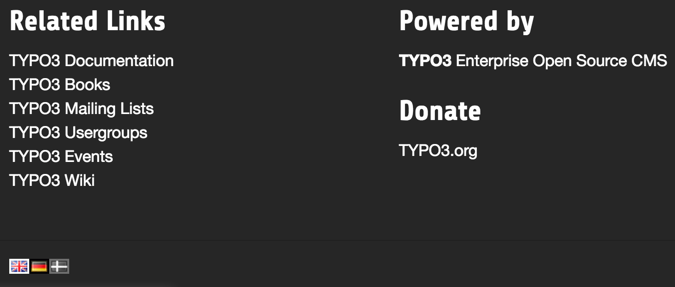 Related Links
TYPO3 Documentation
TYPO3 Books
TYPO3 Mailing Lists
TYPO3 Usergroups
TYPO3 Events
TYPO3 Wiki
Powered by
TYPO3 Enterprise Open Source CMS
Donate
TYPO3.org